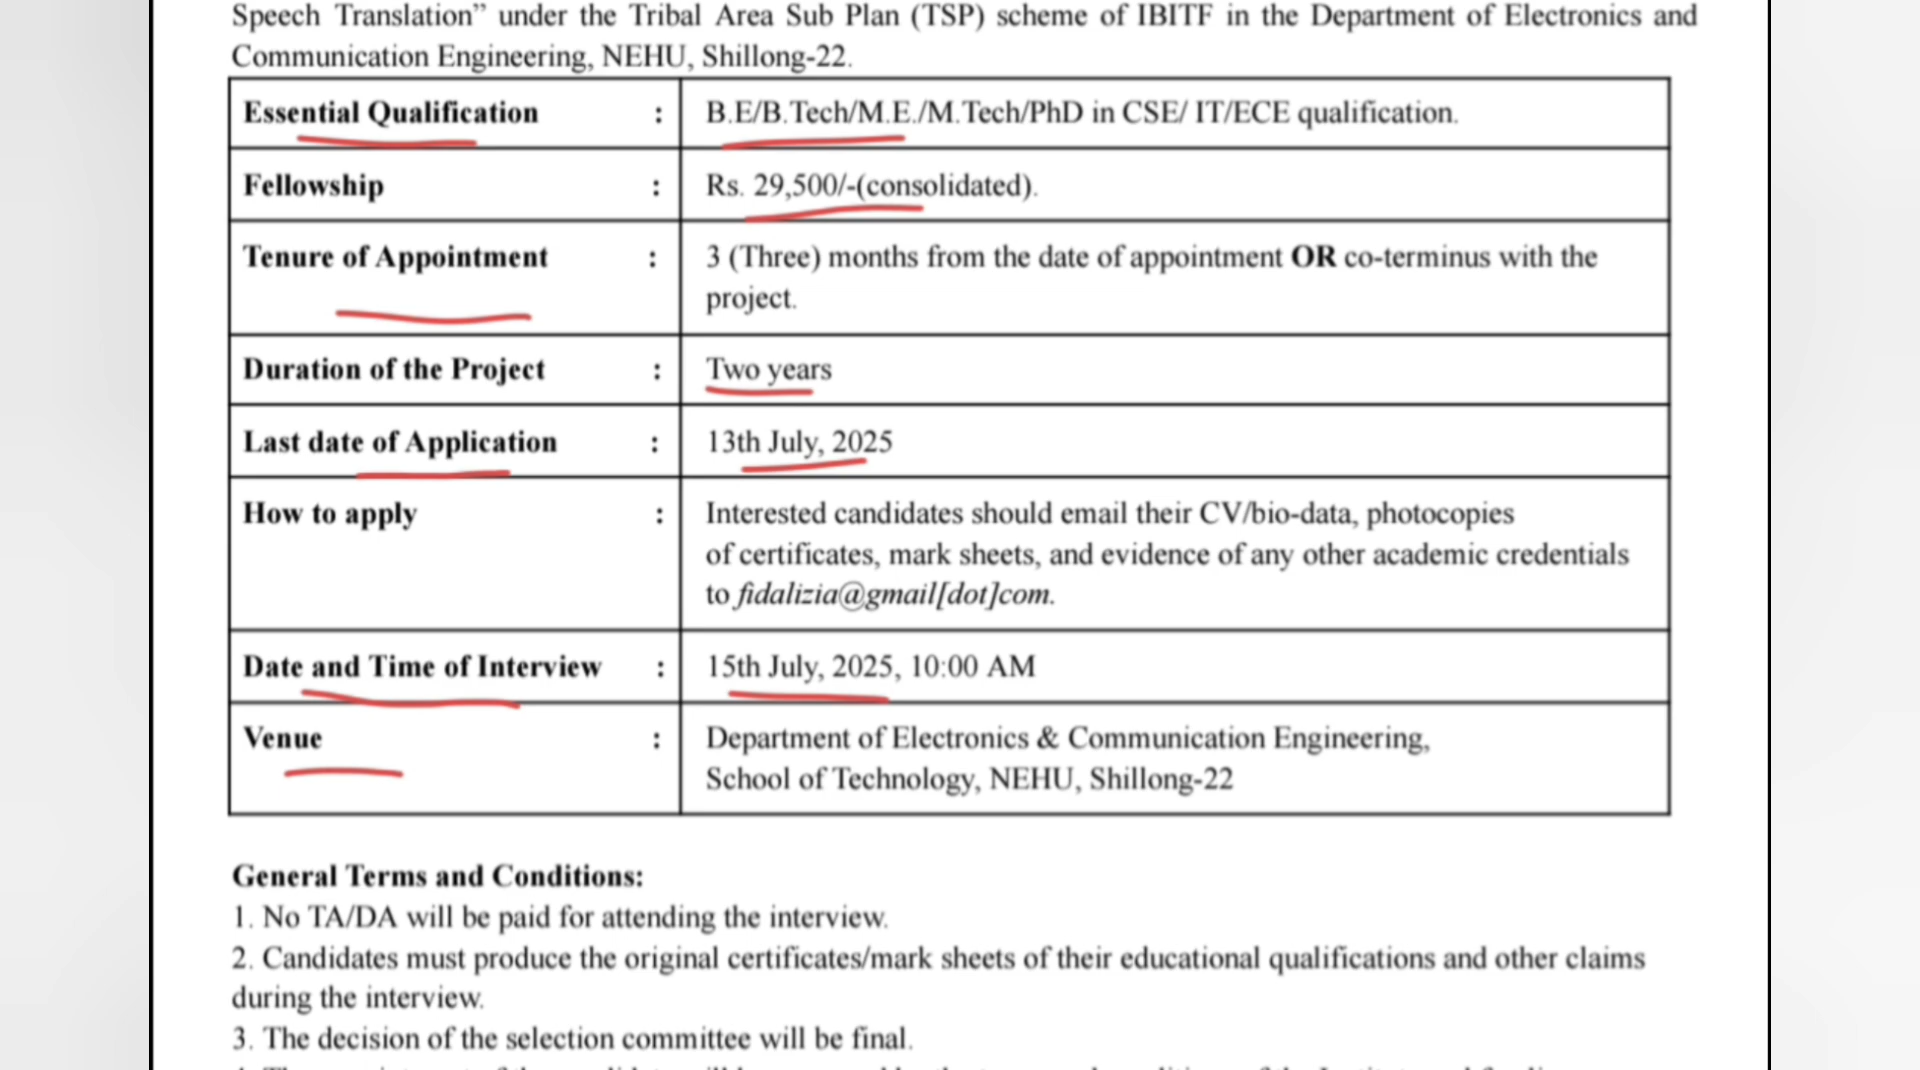 Speech Translation” under the Tribal Area Sub Plan (TSP) scheme of IBITF in the Department of Electronics and
Communication Engineering, NEHU, Shillong-22.
Essential Qualification : B.E/B.Tech/M.E./M.Tech/PhD in CSE/ IT/ECE qualification.
Fellowship : Rs. 29,500/-(consolidated).
Tenure of Appointment : 3 (Three) months from the date of appointment OR co-terminus with the
project.
Duration of the Project : Two years
Last date of Application : 13th July, 2025
How to apply : Interested candidates should email their CV/bio-data, photocopies
of certificates, mark sheets, and evidence of any other academic credentials
to fidalizia@gmail[dot]com.
Date and Time of Interview : 15th July, 2025, 10:00 AM
Venue : Department of Electronics & Communication Engineering,
School of Technology, NEHU, Shillong-22
General Terms and Conditions:
1. No TA/DA will be paid for attending the interview.
2. Candidates must produce the original certificates/mark sheets of their educational qualifications and other claims
during the interview.
3. The decision of the selection committee will be final.